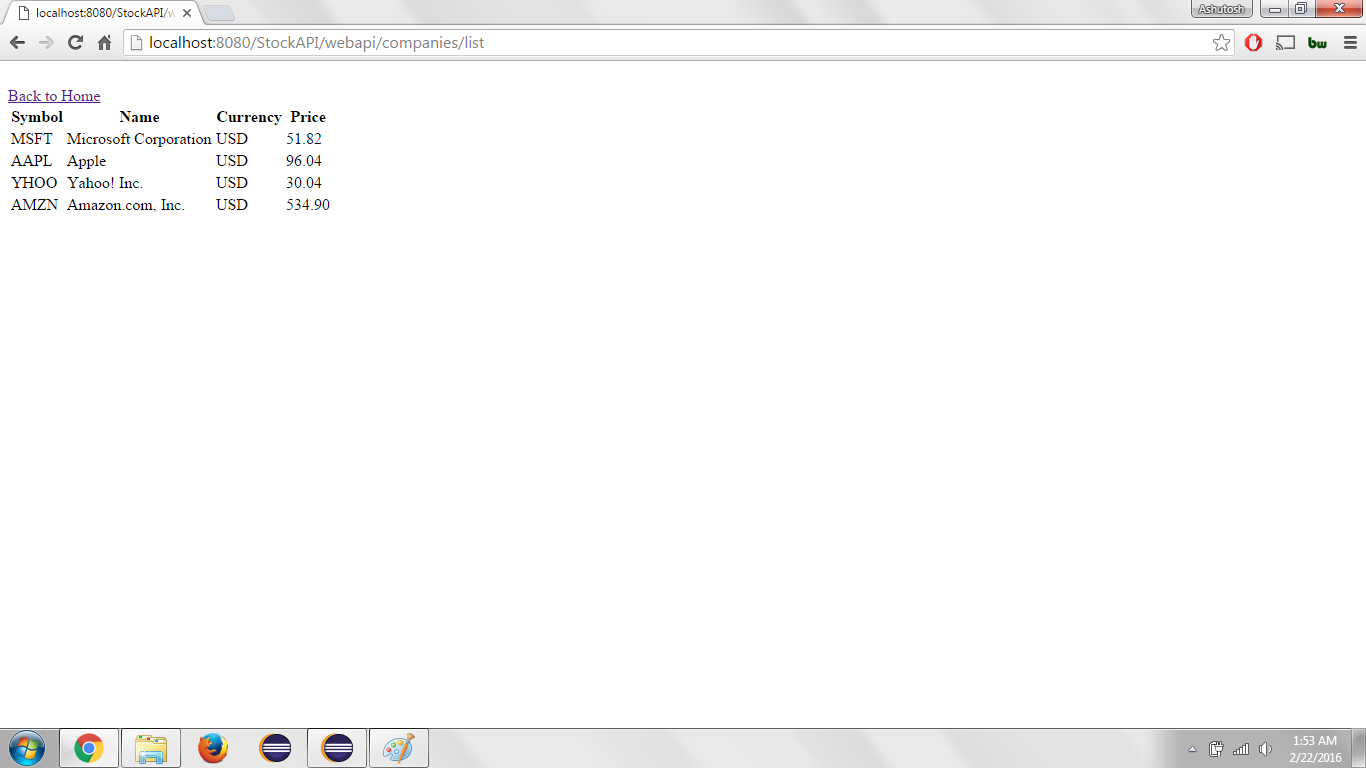 localhost:8080/StockAPI/w
Ashutosh
localhost:8080/StockAPI/webapi/companies/list
bw
Back to Home
Symbol Name Currency Price
MSFT Microsoft Corporation USD 51.82
AAPL Apple USD 96.04
YHOO Yahoo! Inc. USD 30.04
AMZN Amazon.com, Inc. USD 534.90
1:53 AM
2/22/2016